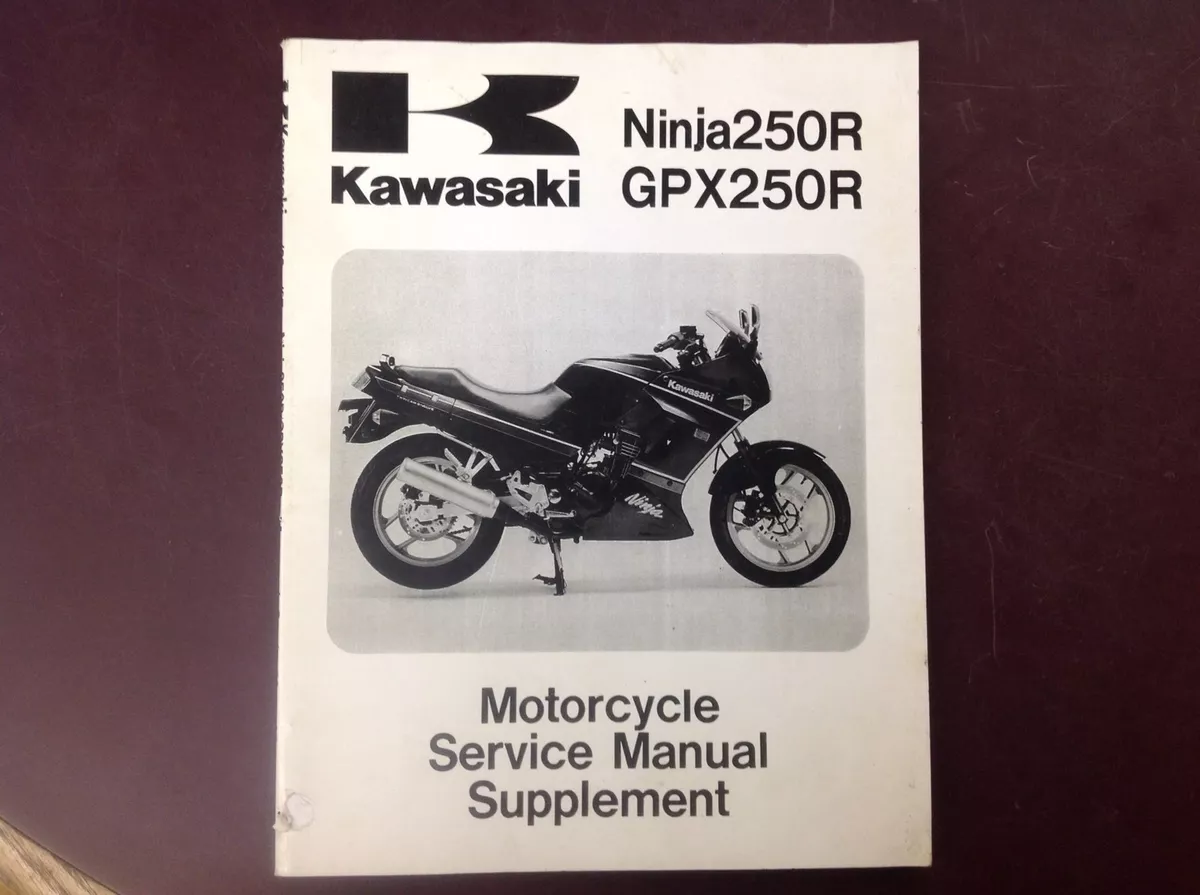 Ninja250R
Kawasaki GPX250R
Kawasaki
Ninja
Motorcycle
Service Manual
Supplement